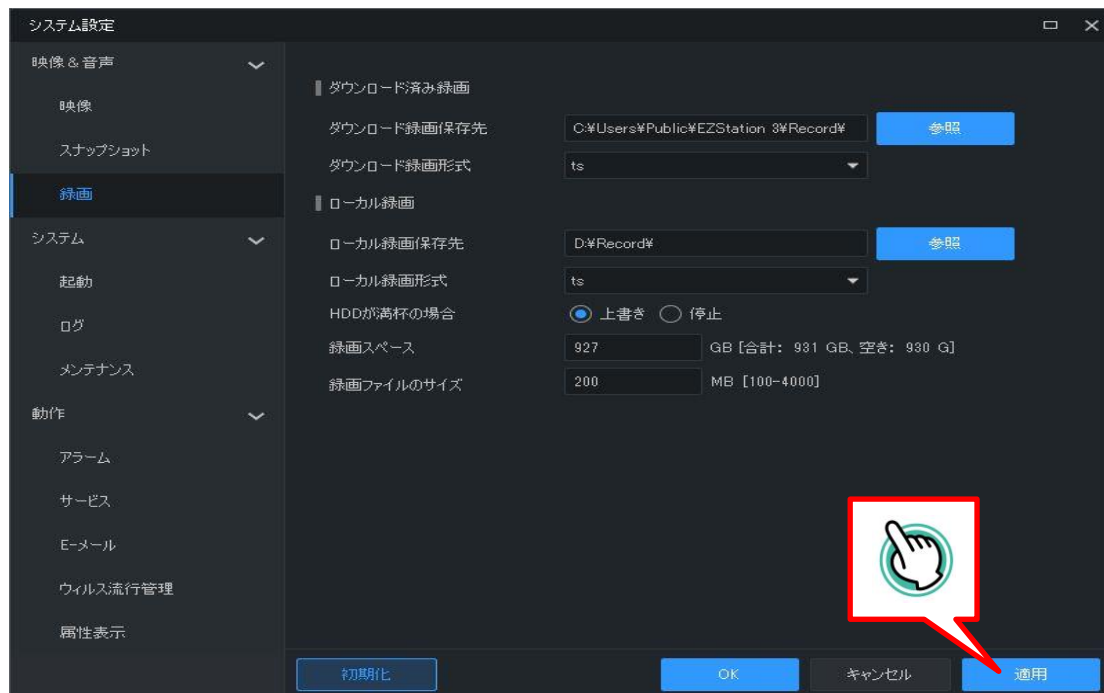 システム設定
映像&音声
映像
スナップショット
録画
システム
起動
ログ
メンテナンス
動作
アラーム
サービス
E-メール
ウィルス流行管理
属性表示
ダウンロード済み録画
ダウンロード録画保存先 C:¥Users¥Public¥EZStation 3¥Record¥ 参照
ダウンロード録画形式 ts
ローカル録画
ローカル録画保存先 D:¥Record¥ 参照
ローカル録画形式 ts
HDDが満杯の場合 上書き 停止
録画スペース 927 GB [合計: 931 GB、空き: 930 G]
録画ファイルのサイズ 200 MB [100-4000]
初期化 OK キャンセル 適用